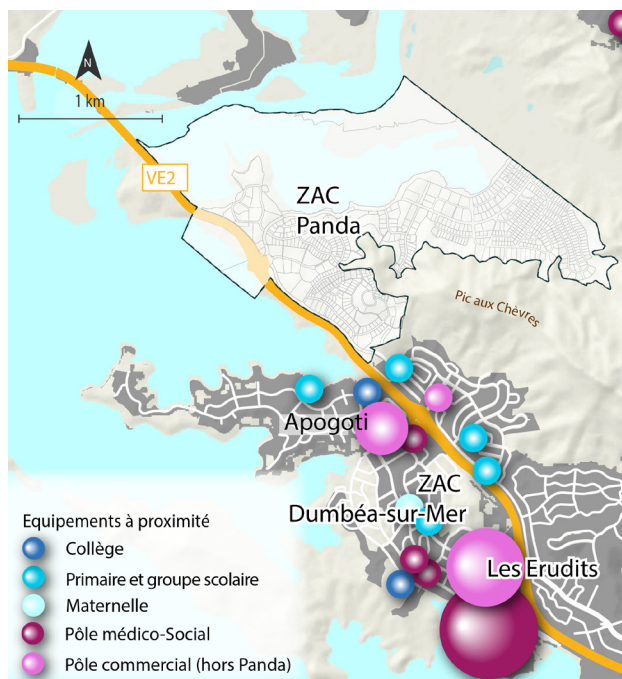 N
1 km
VE2
ZAC
Panda
Pic aux Chèvres
Apogoti
ZAC
Dumbéa-sur-Mer
Les Erudits
Equipements à proximité
Collège
Primaire et groupe scolaire
Maternelle
Pôle médico-Social
Pôle commercial (hors Panda)